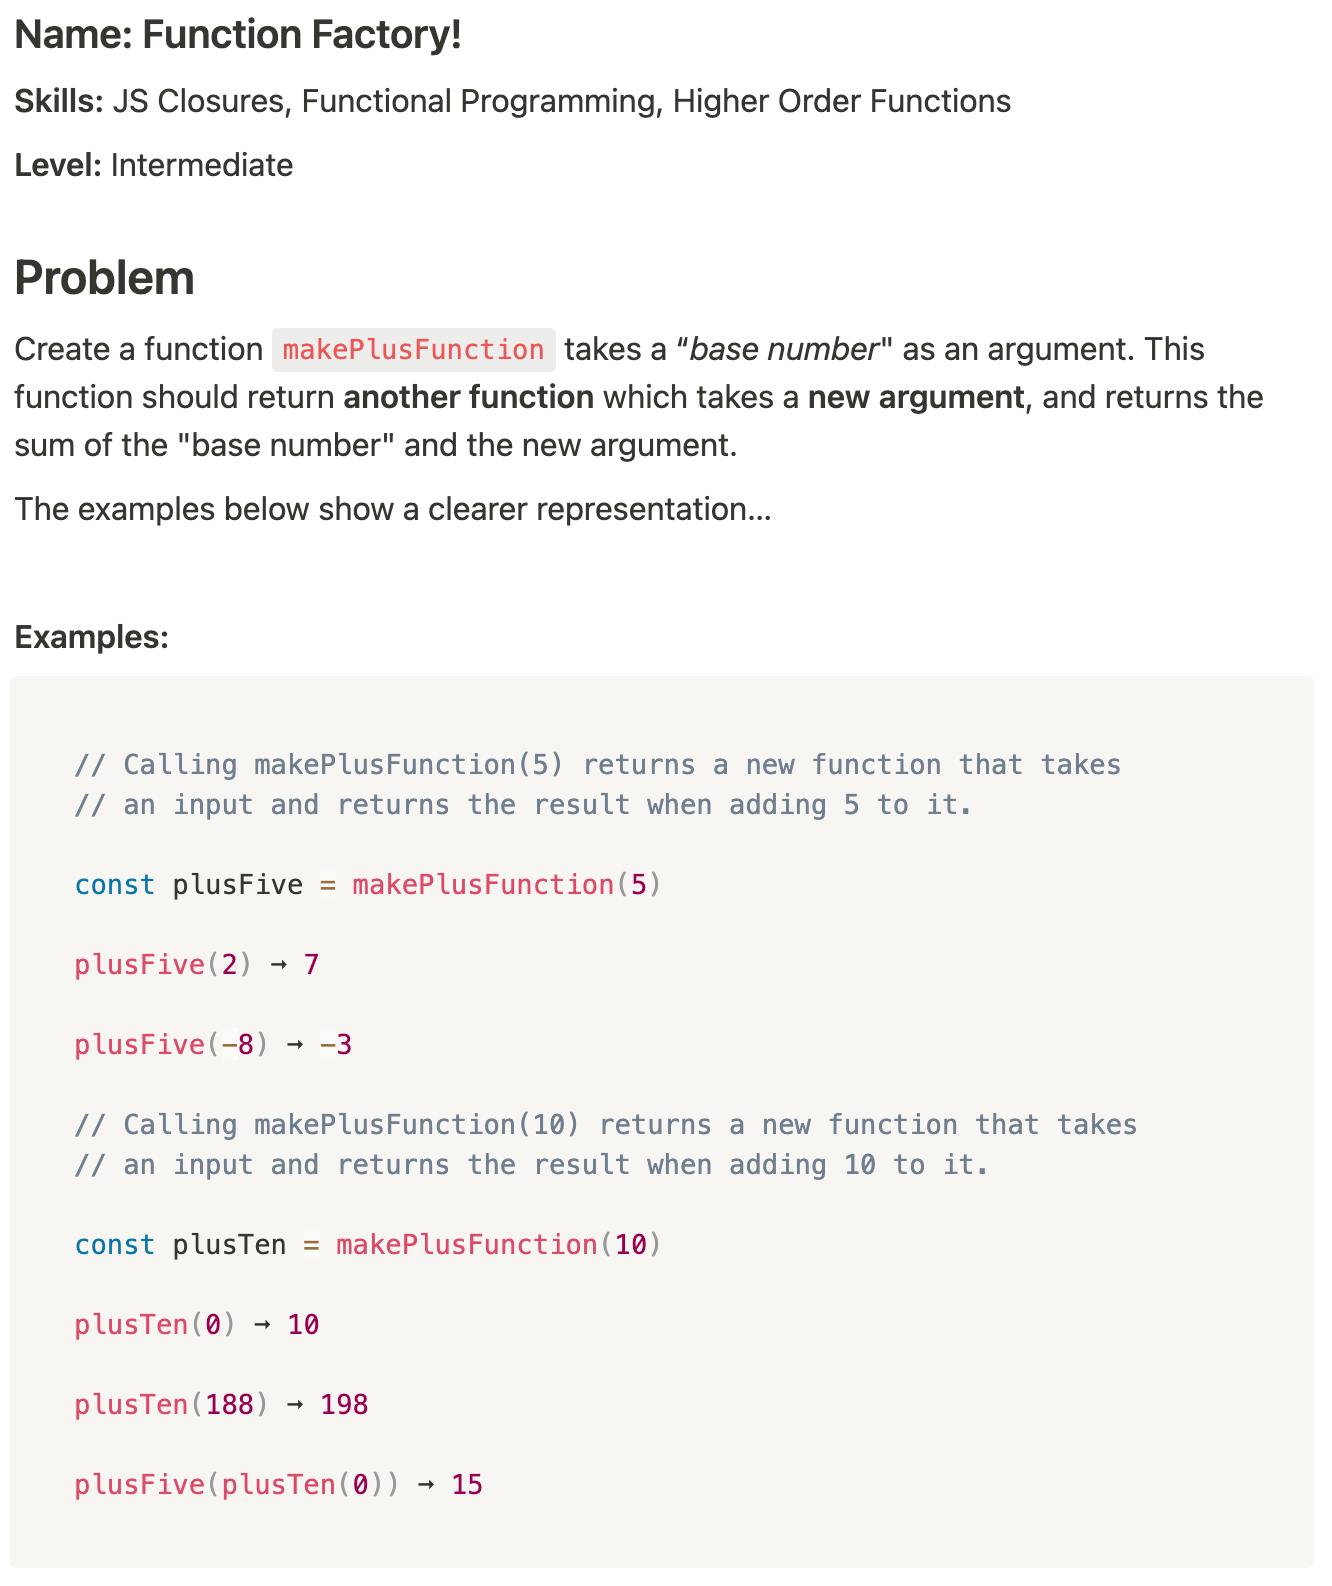 Name: Function Factory!
Skills: JS Closures, Functional Programming, Higher Order Functions
Level: Intermediate
Problem
Create a function makePlusFunction takes a “base number" as an argument. This
function should return another function which takes a new argument, and returns the
sum of the "base number" and the new argument.
The examples below show a clearer representation...
Examples:
// Calling makePlusFunction(5) returns a new function that takes
// an input and returns the result when adding 5 to it.
const plusFive = makePlusFunction(5)
plusFive(2) ➞ 7
plusFive(-8) ➞ -3
// Calling makePlusFunction(10) returns a new function that takes
// an input and returns the result when adding 10 to it.
const plusTen = makePlusFunction(10)
plusTen(0) ➞ 10
plusTen(188) ➞ 198
plusFive(plusTen(0)) ➞ 15